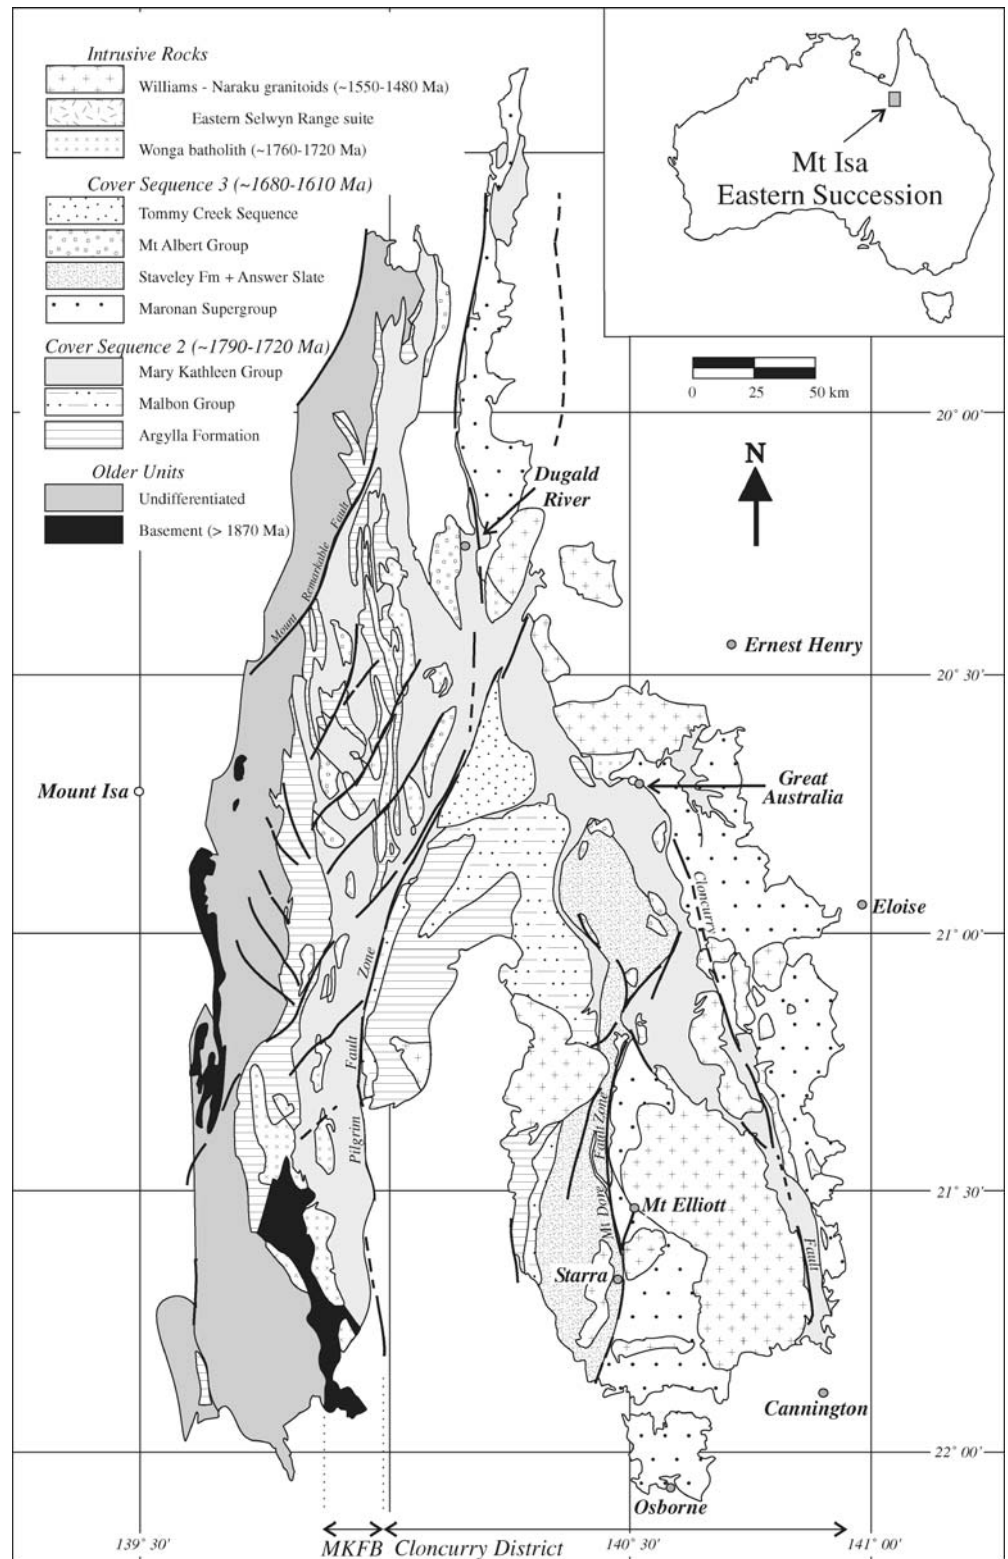 Intrusive Rocks
Williams - Naraku granitoids (~1550-1480 Ma)
Eastern Selwyn Range suite
Wonga batholith (~1760-1720 Ma)
Cover Sequence 3 (~1680-1610 Ma)
Tommy Creek Sequence
Mt Albert Group
Staveley Fm + Answer Slate
Maronan Supergroup
Cover Sequence 2 (~1790-1720 Ma)
Mary Kathleen Group
Malbon Group
Argylla Formation
Older Units
Undifferentiated
Basement (> 1870 Ma)
Mt Isa
Eastern Succession
0 25 50 km
20° 00'
N
Dugald
River
Mount Remarkable Fault
Ernest Henry
20° 30'
Mount Isa
Great
Australia
Cloncurry
Eloise
21° 00'
Zone
Fault
Pilgrim
Mt Dore Fault Zone
21° 30'
Mt Elliott
Fault
Starra
Cannington
22° 00'
Osborne
139° 30'
MKFB Cloncurry District
140° 30'
141° 00'